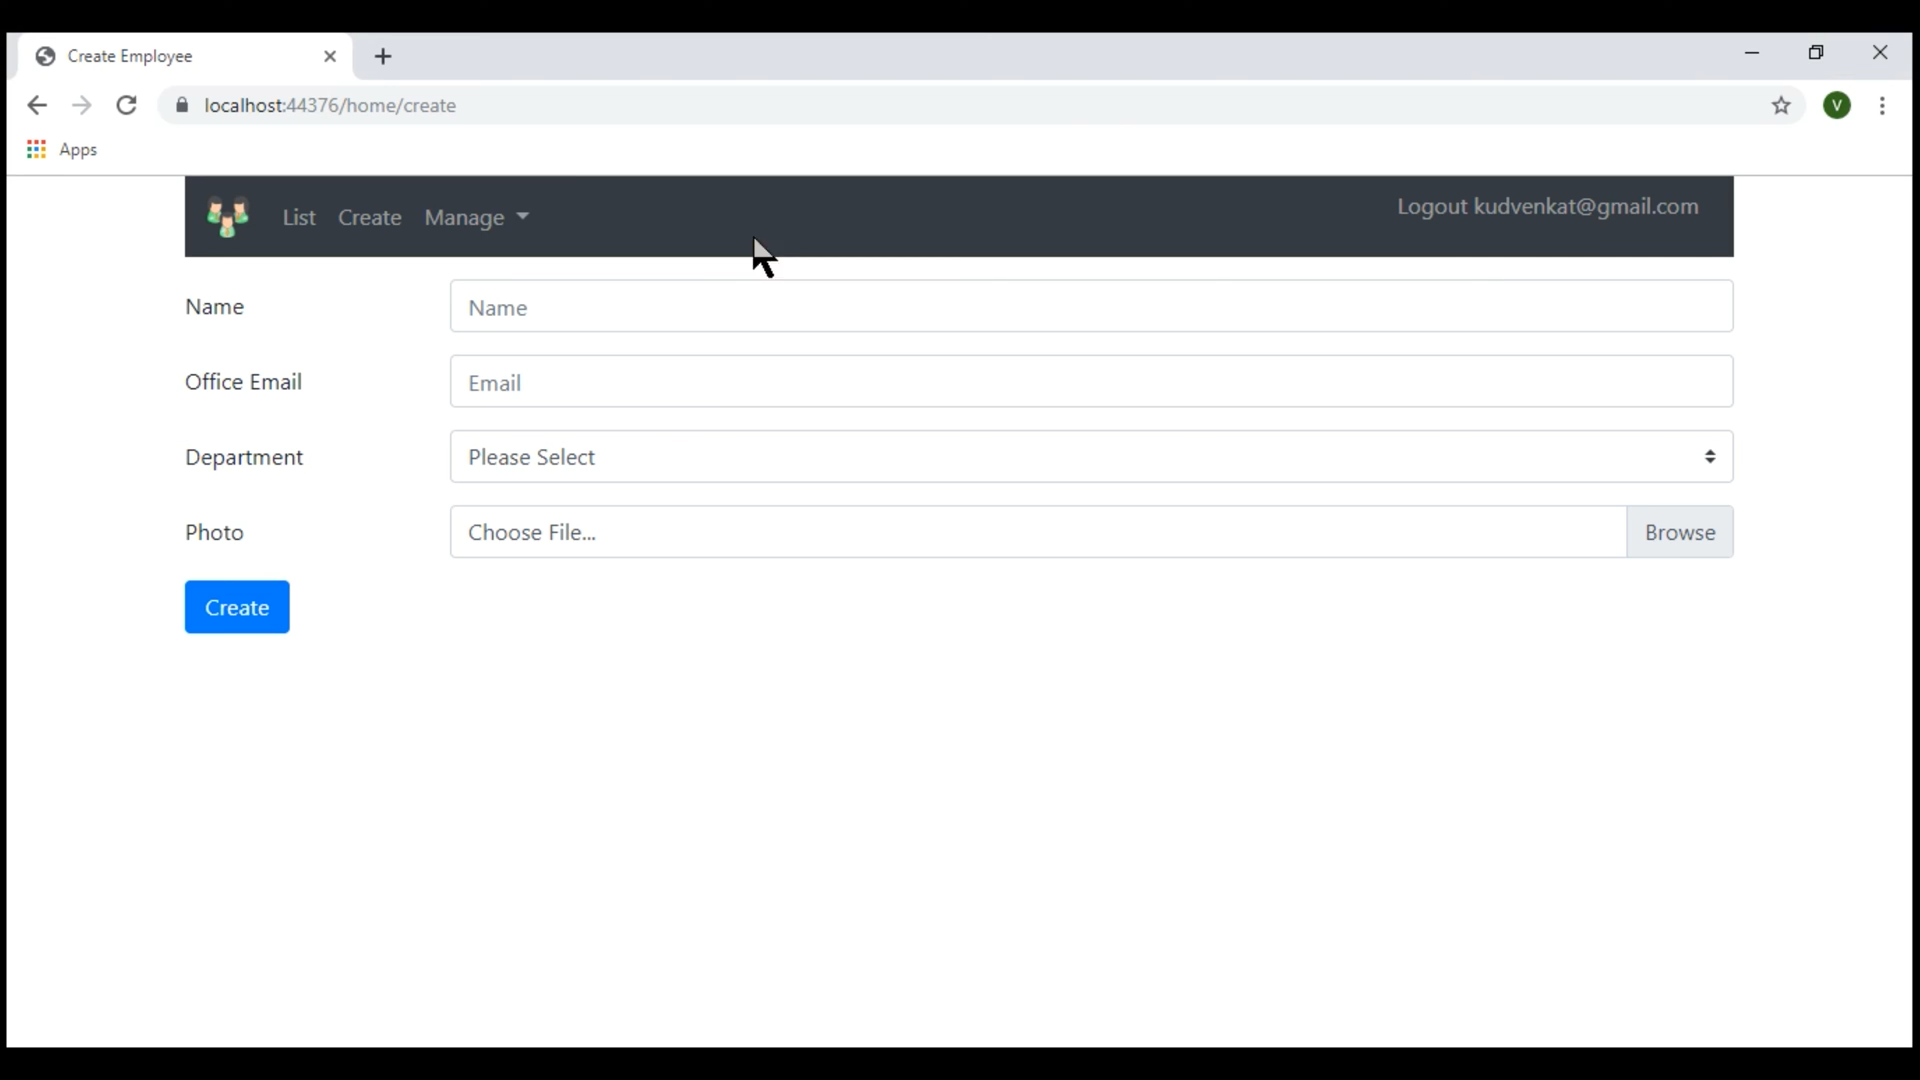 Create Employee
localhost:44376/home/create
V
Apps
List Create Manage Logout kudvenkat@gmail.com
Name Name
Office Email Email
Department Please Select
Photo Choose File... Browse
Create